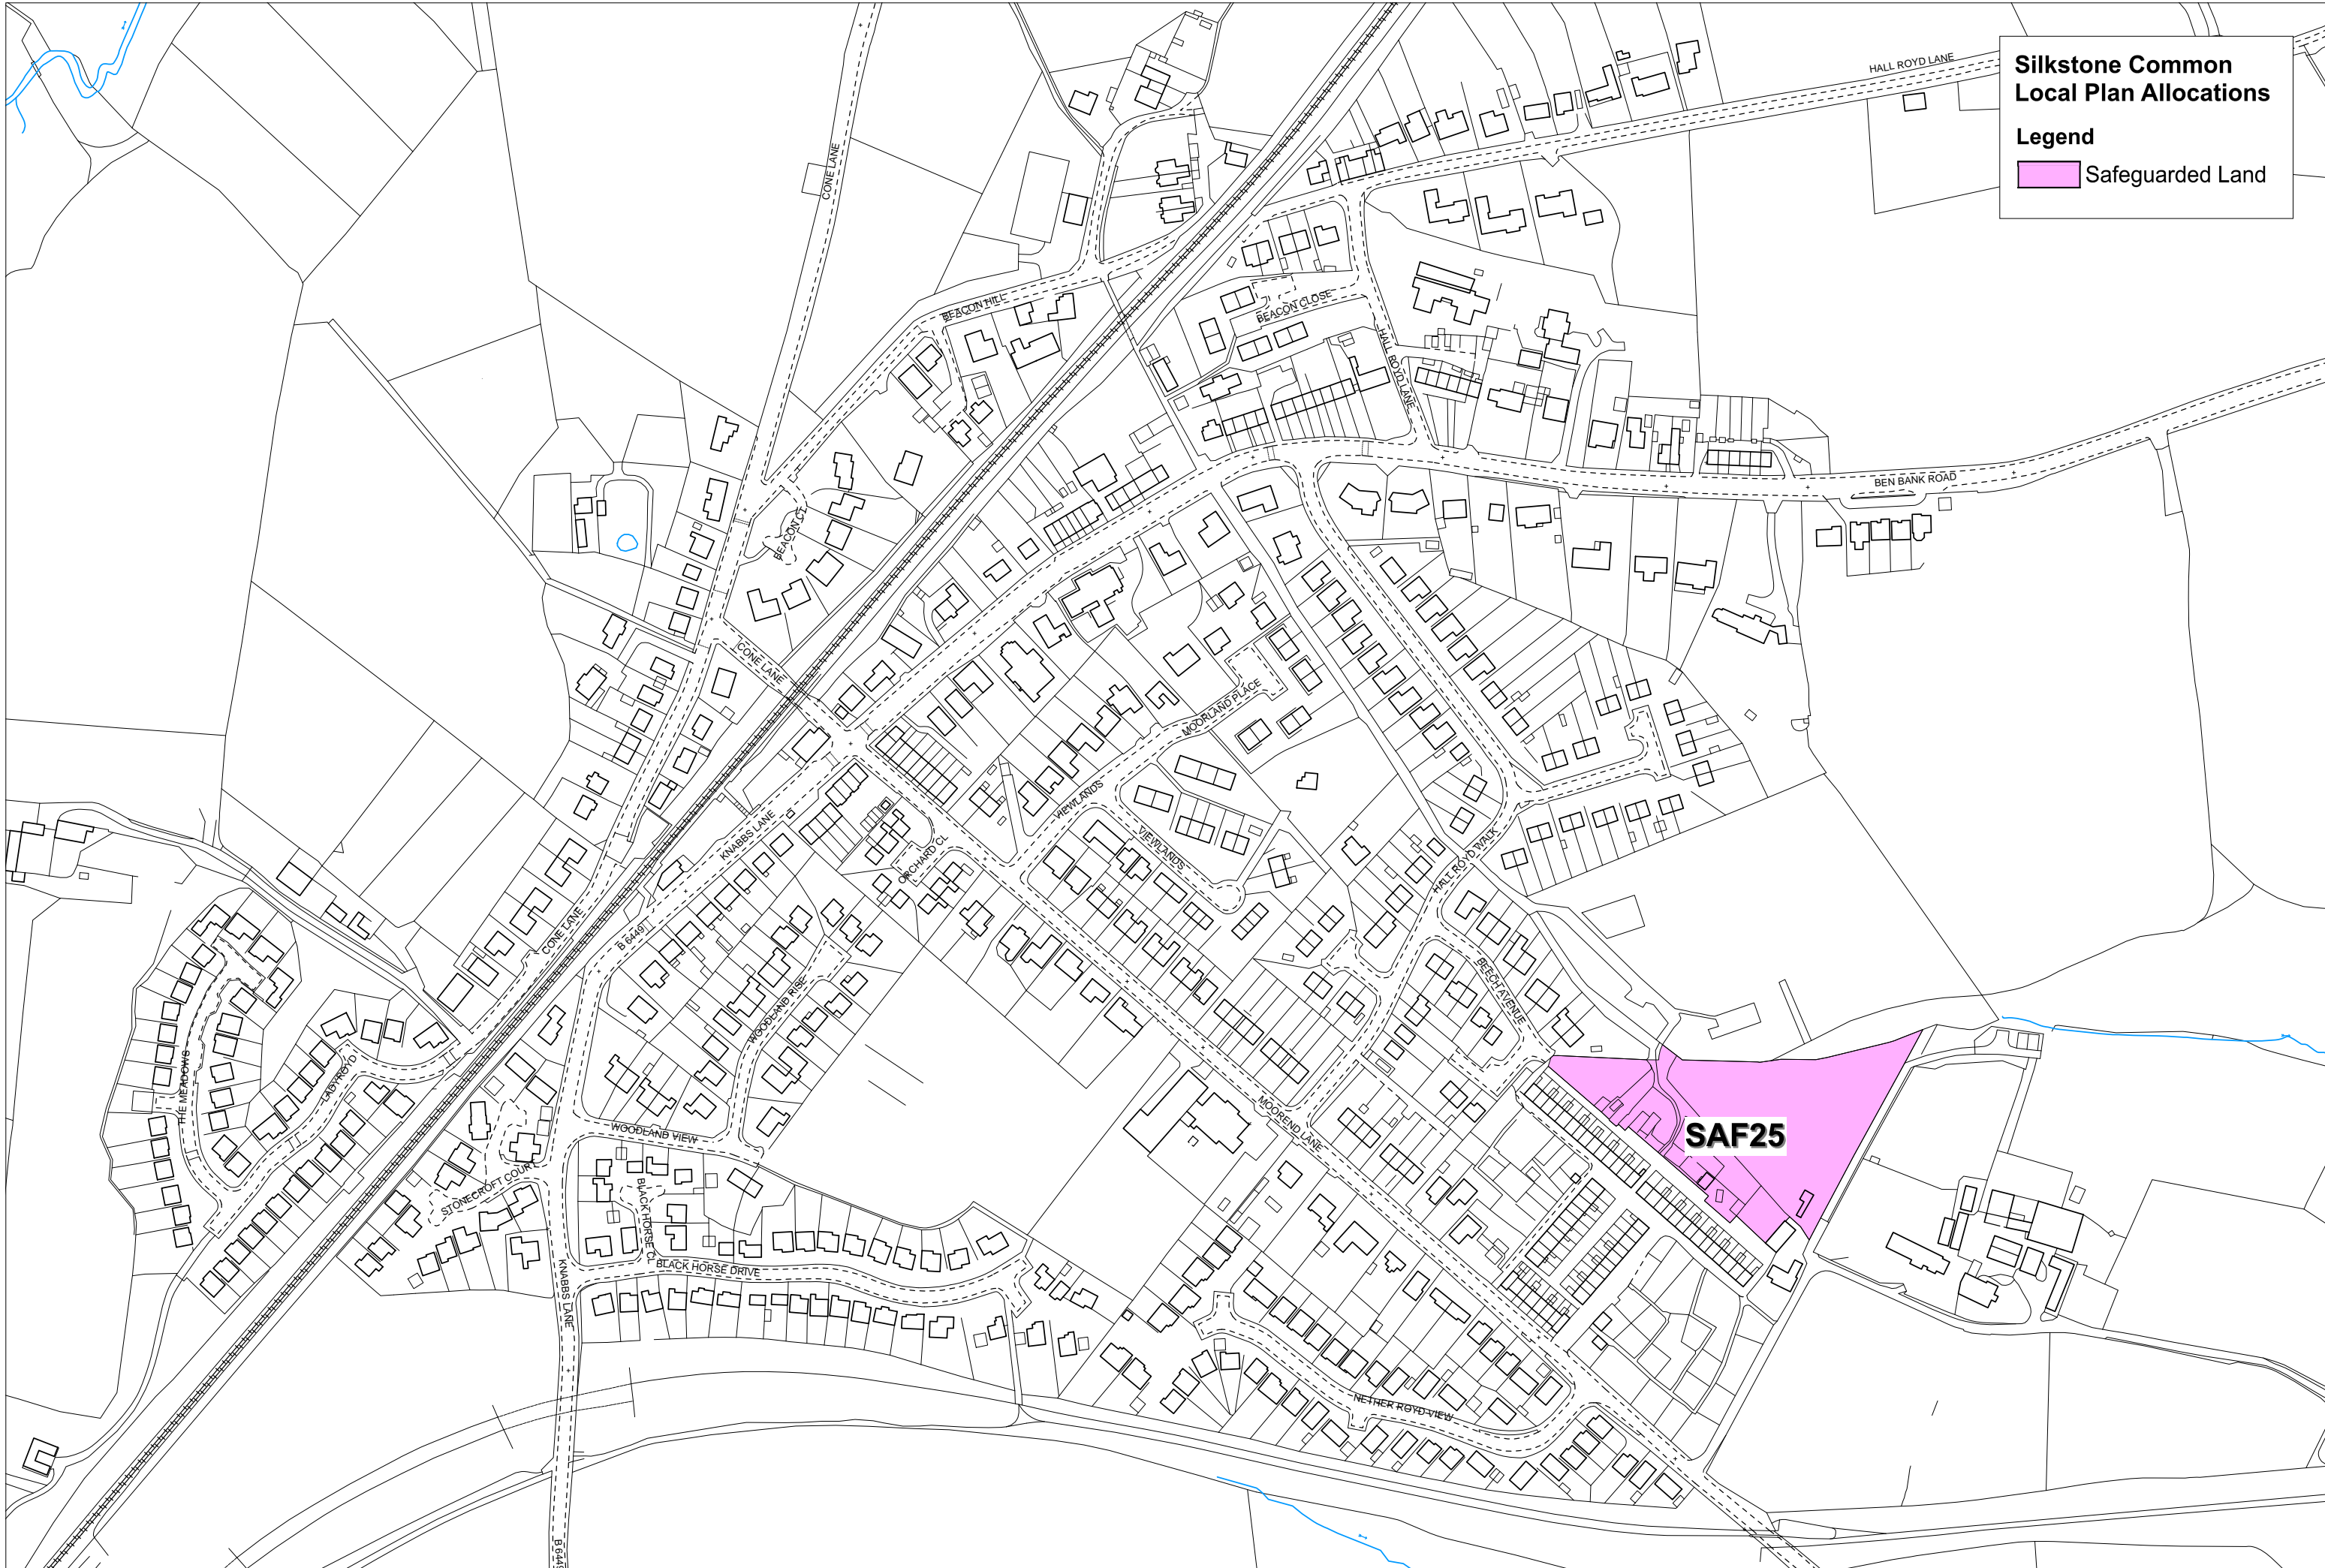 Silkstone Common
Local Plan Allocations
Legend
Safeguarded Land
HALL ROYD LANE
CONE LANE
BEACON HILL
BEACON CLOSE
HALL ROYD LANE
BEN BANK ROAD
BEACON CL
CONE LANE
MOORLAND PLACE
VIEWLANDS
KNABBS LANE
VIEWLANDS
ORCHARD CL
HALL ROYD WALK
CONE LANE
B 6449
BEECH AVENUE
WOODLAND RISE
THE MEADOWS
LADYROYD
MOOREND LANE
WOODLAND VIEW
SAF25
STONECROFT COURT
BLACK HORSE CL
BLACK HORSE DRIVE
KNABBS LANE
NETHER ROYD VIEW
B 6449